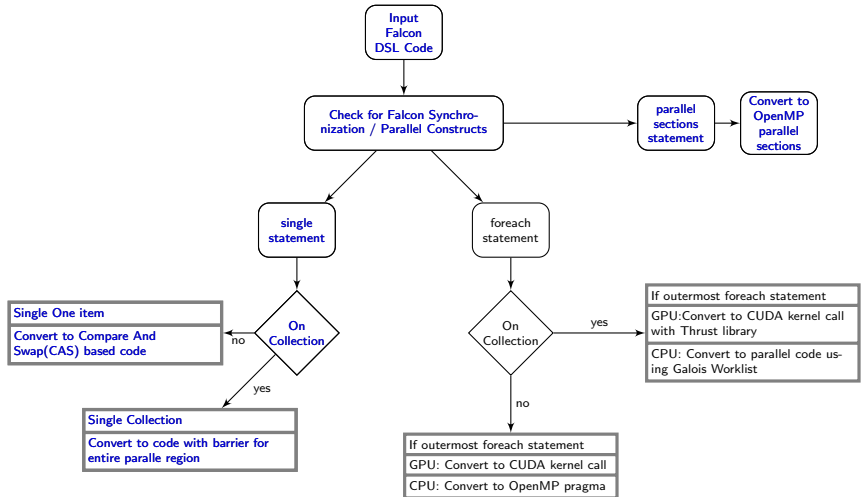 Input
Falcon
DSL Code
Check for Falcon Synchro-
nization / Parallel Constructs
parallel
sections
statement
Convert to
OpenMP
parallel
sections
single
statement
foreach
statement
On
Collection
no
yes
Single One item
Convert to Compare And
Swap(CAS) based code
Single Collection
Convert to code with barrier for
entire paralle region
On
Collection
yes
no
If outermost foreach statement
GPU:Convert to CUDA kernel call
with Thrust library
CPU: Convert to parallel code us-
ing Galois Worklist
If outermost foreach statement
GPU: Convert to CUDA kernel call
CPU: Convert to OpenMP pragma